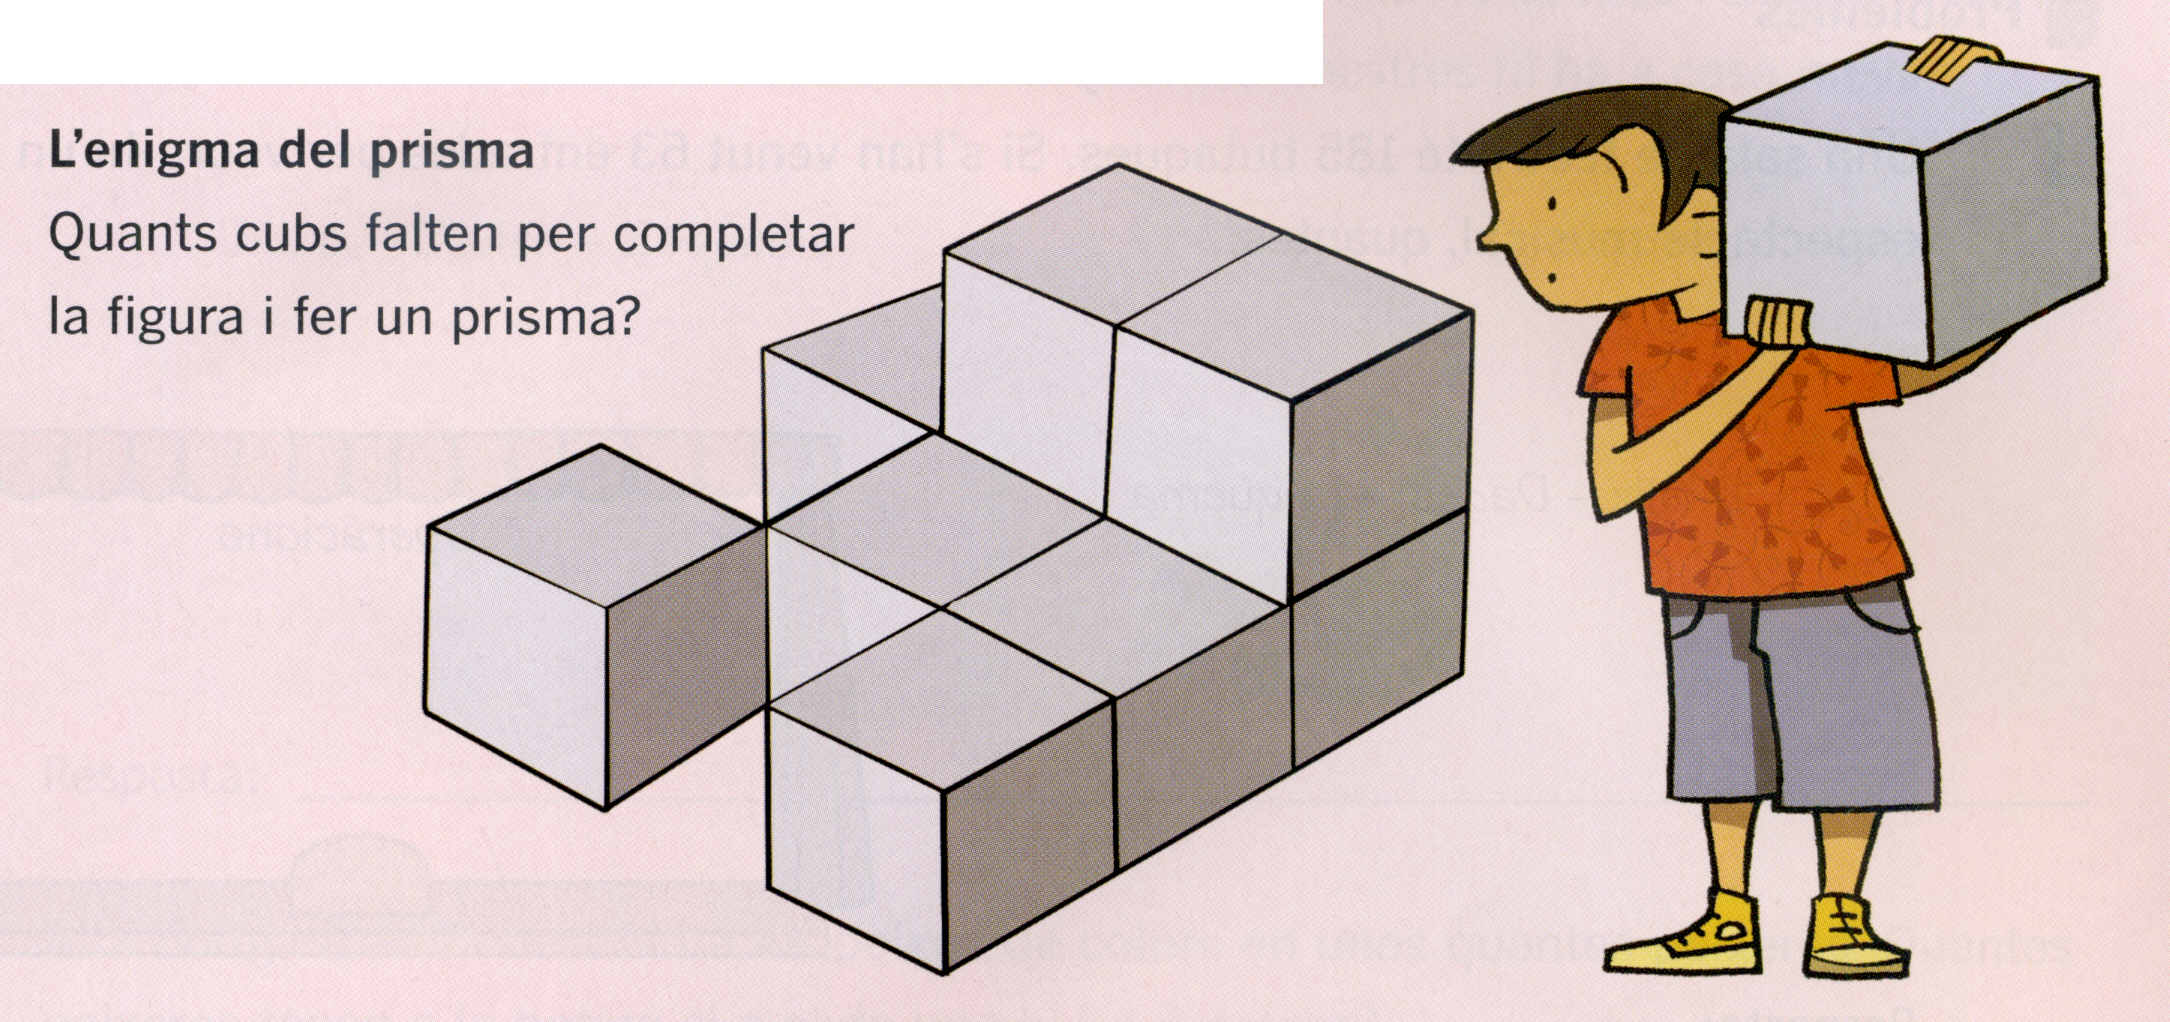 L'enigma del prisma
Quants cubs falten per completar
la figura i fer un prisma?